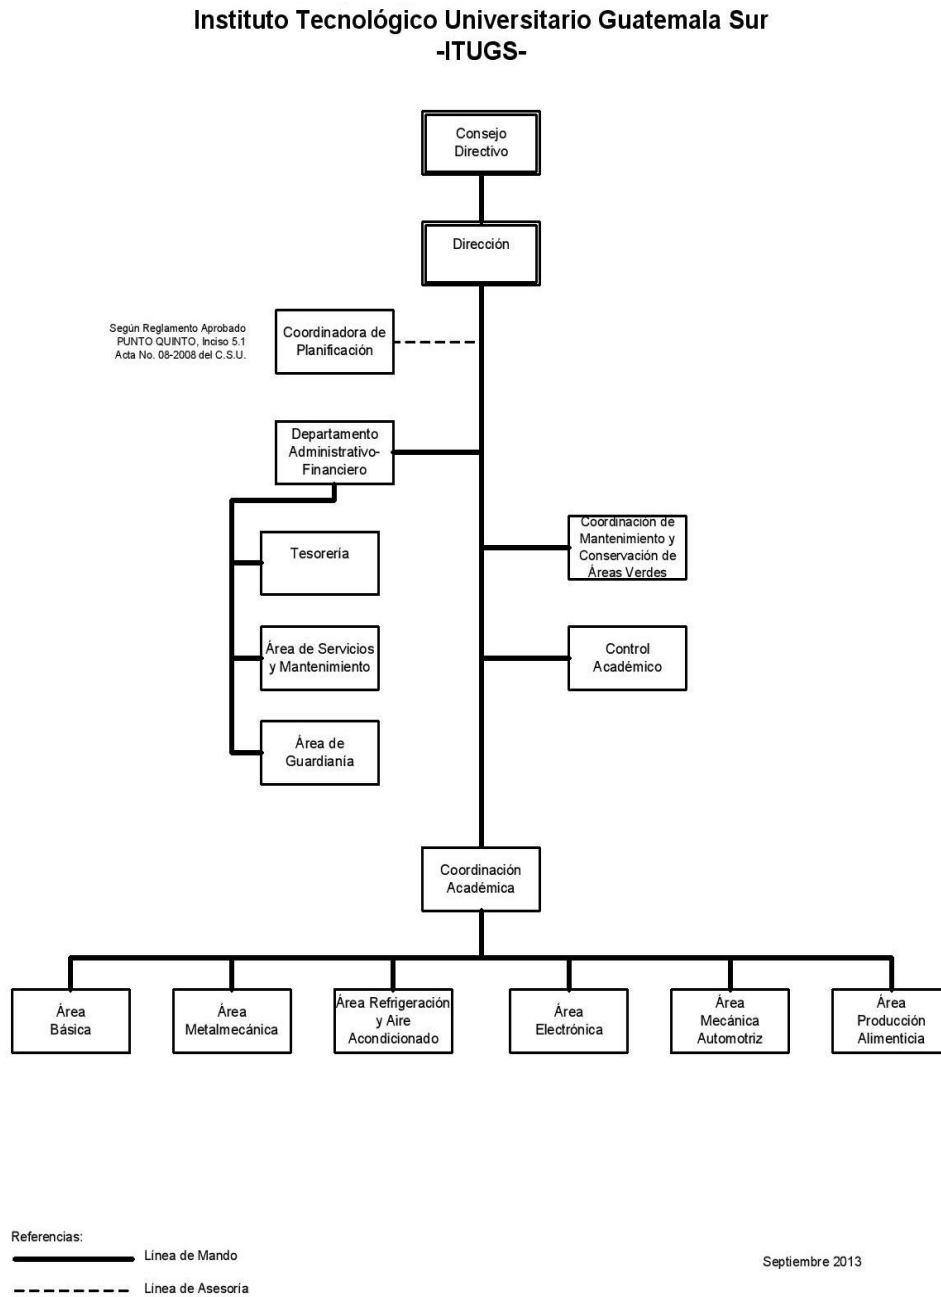 Instituto Tecnológico Universitario Guatemala Sur
-ITUGS-
Consejo
Directivo
Dirección
Según Reglamento Aprobado
PUNTO QUINTO, Inciso 5.1
Acta No. 08-2008 del C.S.U.
Coordinadora de
Planificación
Departamento
Administrativo-
Financiero
Tesorería
Área de Servicios
y Mantenimiento
Área de
Guardianía
Coordinación de
Mantenimiento y
Conservación de
Áreas Verdes
Control
Académico
Coordinación
Académica
Área
Básica
Área
Metalmecánica
Área Refrigeración
y Aire
Acondicionado
Área
Electrónica
Área
Mecánica
Automotriz
Área
Producción
Alimenticia
Referencias:
Línea de Mando
Línea de Asesoría
Septiembre 2013